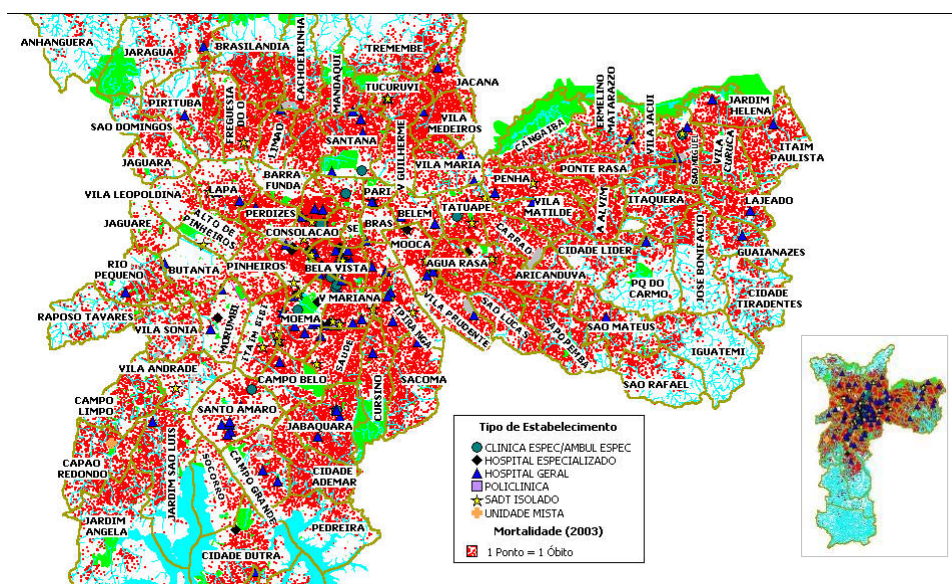 ANHANGUERA
JARAGUA
BRASILANDIA
CACHOEIRINHA
MANDAQUI
TREMEMBE
TUCURUVI
JACANA
PIRITUBA
FREGUESIA
DO O
LIMAO
SANTANA
V GUILHERME
VILA
MEDEIROS
CANGAIBA
ERMELINO
MATARAZZO
VILA JACUI
JARDIM
HELENA
SAO DOMINGOS
JAGUARA
VILA MARIA
PENHA
PONTE RASA
SAO MIGUEL
VILA
CURUCA
ITAIM
PAULISTA
VILA LEOPOLDINA
LAPA
BARRA
FUNDA
PARI
BELEM
TATUAPE
VILA
MATILDE
A ALVIM
ITAQUERA
LAJEADO
JAGUARE
ALTO DE
PINHEIROS
PERDIZES
CONSOLACAO
SE
BRAS
MOOCA
CARRAO
CIDADE LIDER
JOSE BONIFACIO
GUAIANAZES
RIO
PEQUENO
BUTANTA
PINHEIROS
BELA VISTA
AGUA RASA
ARICANDUVA
PQ DO
CARMO
CIDADE
TIRADENTES
RAPOSO TAVARES
VILA SONIA
MORUMBI
ITAIM BIBI
V MARIANA
MOEMA
IPIRANGA
VILA PRUDENTE
SAO LUCAS
SAPOPEMBA
SAO MATEUS
IGUATEMI
VILA ANDRADE
CAMPO BELO
SAUDE
CURSINO
SACOMA
SAO RAFAEL
CAMPO
LIMPO
SANTO AMARO
JABAQUARA
CAPAO
REDONDO
JARDIM SAO LUIS
SOCORRO
CAMPO GRANDE
CIDADE
ADEMAR
JARDIM
ANGELA
PEDREIRA
CIDADE DUTRA
Tipo de Estabelecimento
CLINICA ESPEC/AMBUL ESPEC
HOSPITAL ESPECIALIZADO
HOSPITAL GERAL
POLICLINICA
SADT ISOLADO
UNIDADE MISTA
Mortalidade (2003)
1 Ponto = 1 Óbito